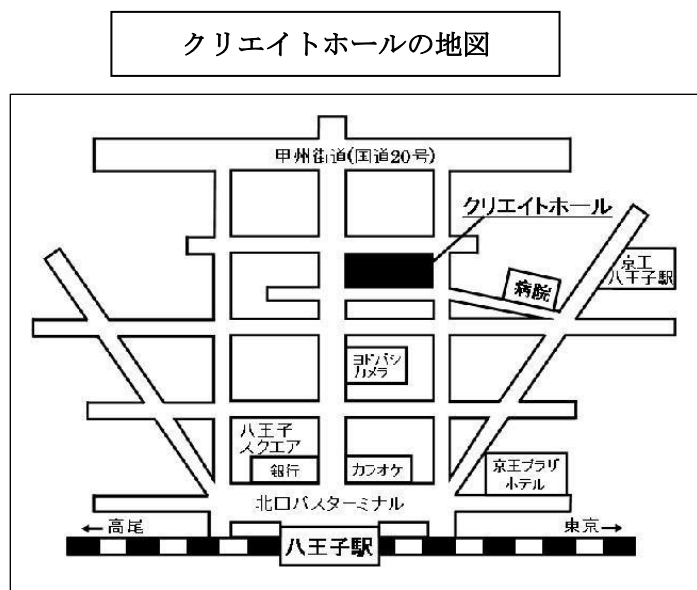 クリエイトホールの地図
甲州街道(国道20号)
クリエイトホール
京王
八王子駅
病院
ヨドバシ
カメラ
八王子
スクエア
銀行
カラオケ
京王プラザ
ホテル
北口バスターミナル
←高尾
東京→
八王子駅